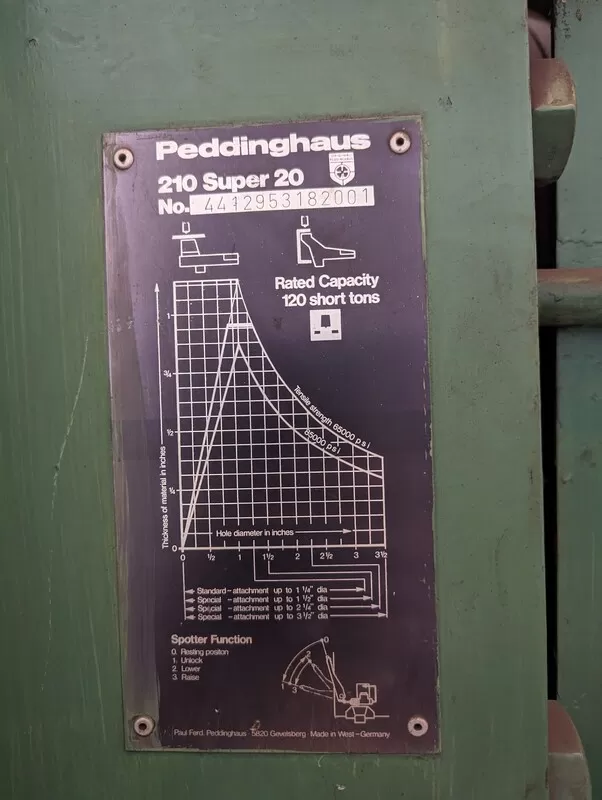 Peddinghaus
210 Super 20
No. 4412953182001
Rated Capacity
120 short tons
Tensile strength 65000 psi
65000 psi
Thickness of material in inches
1
3/4
1/2
1/4
0
Hole diameter in inches
0 1/2 1 1 1/2 2 2 1/2 3 3 1/2
Standard-attachment up to 1 1/4" dia
Special -attachment up to 1 1/2" dia
Special -attachment up to 2 1/4" dia
Special -attachment up to 3 1/2" dia
Spotter Function
0. Resting positon
1. Unlock
2. Lower
3. Raise
0
2
1
3
Paul Ferd. Peddinghaus · 5820 Gevelsberg · Made in West-Germany